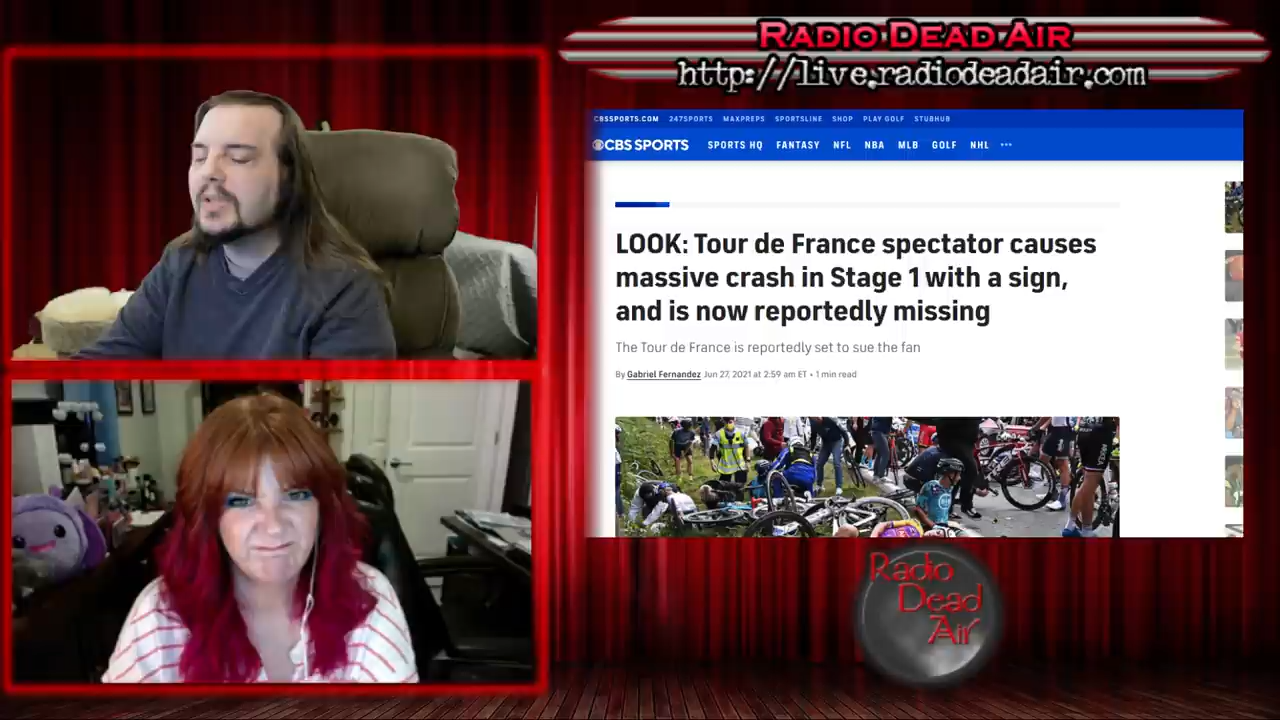 RADIO DEAD AIR
http://live.radiodeadair.com
CBSSPORTS.COM 247SPORTS MAXPREPS SPORTSLINE SHOP PLAY GOLF STUBHUB
CBS SPORTS SPORTS HQ FANTASY NFL NBA MLB GOLF NHL ...
LOOK: Tour de France spectator causes
massive crash in Stage 1 with a sign,
and is now reportedly missing
The Tour de France is reportedly set to sue the fan
By Gabriel Fernandez Jun 27, 2021 at 2:59 am ET • 1 min read
Radio
Dead
Air